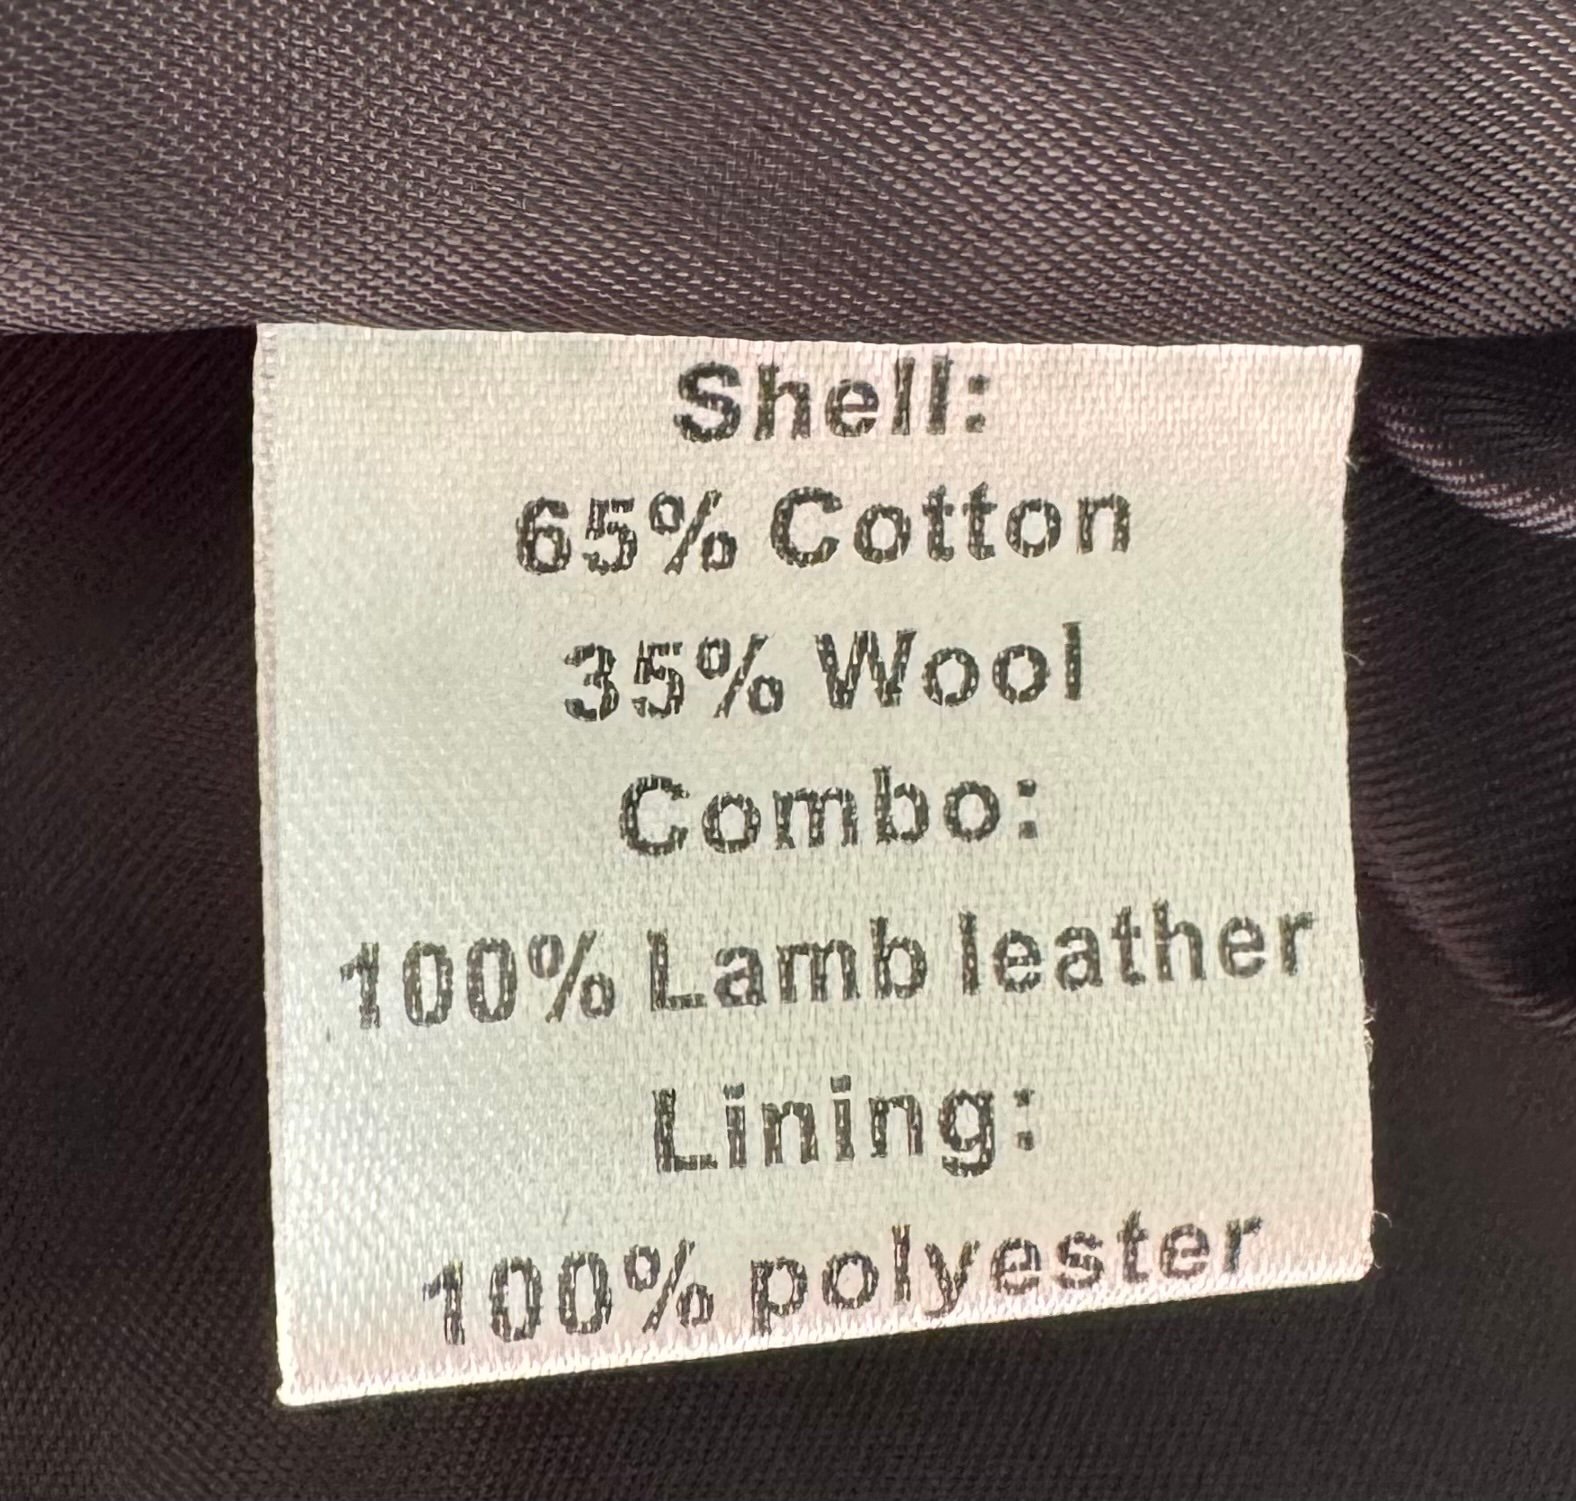 Shell:
65% Cotton
35% Wool
Combo:
100% Lamb leather
Lining:
100% polyester